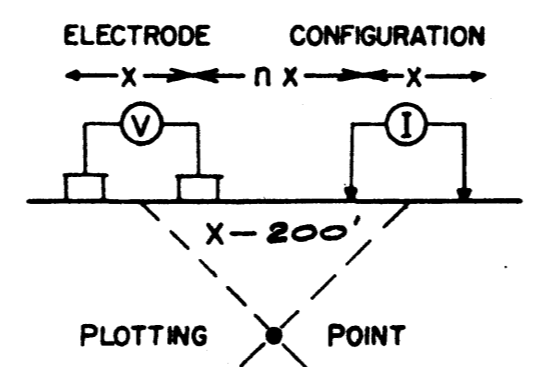 ELECTRODE CONFIGURATION
X n X X
V I
X-200'
PLOTTING POINT